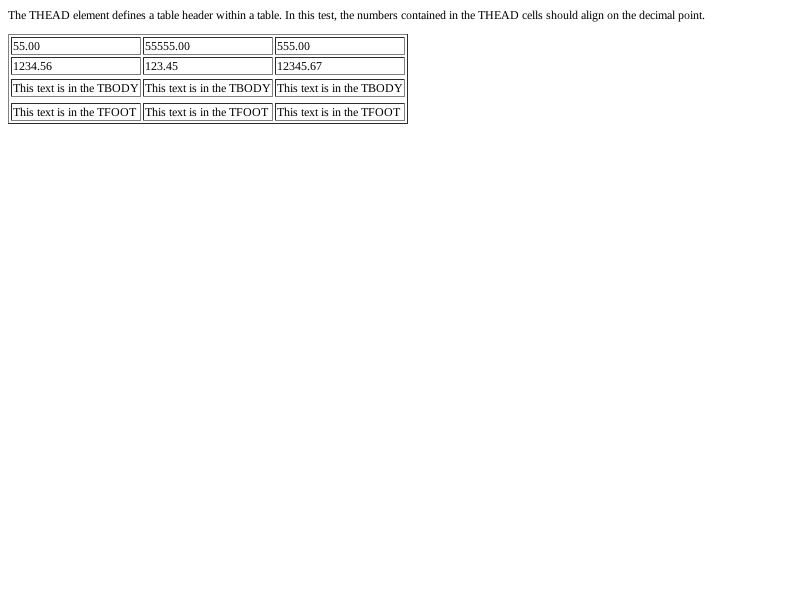 The THEAD element defines a table header within a table. In this test, the numbers contained in the THEAD cells should align on the decimal point.
55.00 55555.00 555.00
1234.56 123.45 12345.67
This text is in the TBODY This text is in the TBODY This text is in the TBODY
This text is in the TFOOT This text is in the TFOOT This text is in the TFOOT